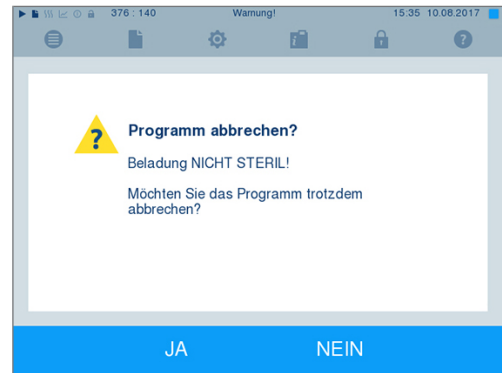 376 : 140 Warnung! 15:35 10.08.2017
Programm abbrechen?
Beladung NICHT STERIL!
Möchten Sie das Programm trotzdem
abbrechen?
JA NEIN